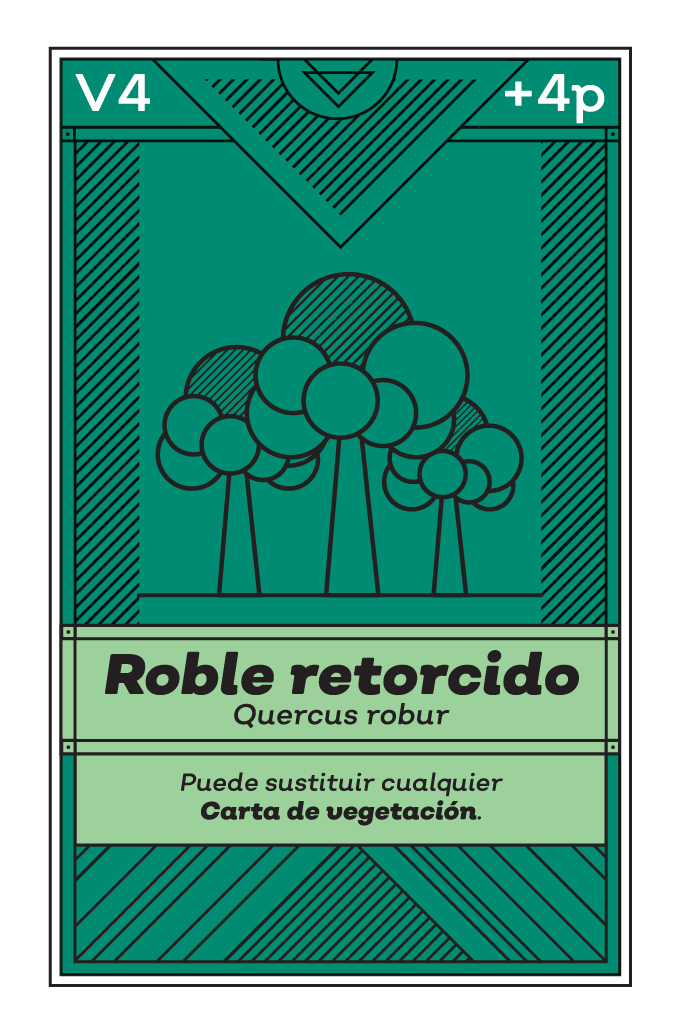 V4
+4p
Roble retorcido
Quercus robur
Puede sustituir cualquier
Carta de vegetación.